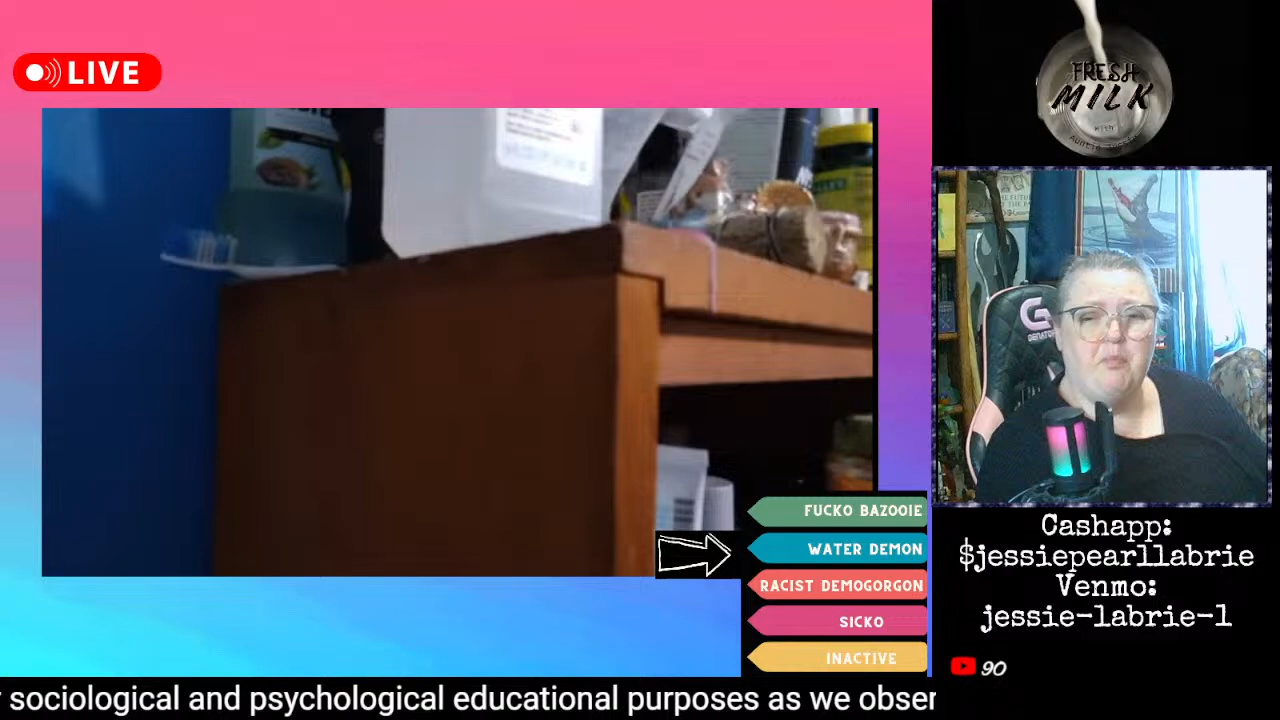 LIVE
FRESH
MILK
WITH
FUCKO BAZOOIE
WATER DEMON
RACIST DEMOGORGON
SICKO
INACTIVE
Cashapp:
$jessiepearllabrie
Venmo:
jessie-labrie-1
90
sociological and psychological educational purposes as we obser